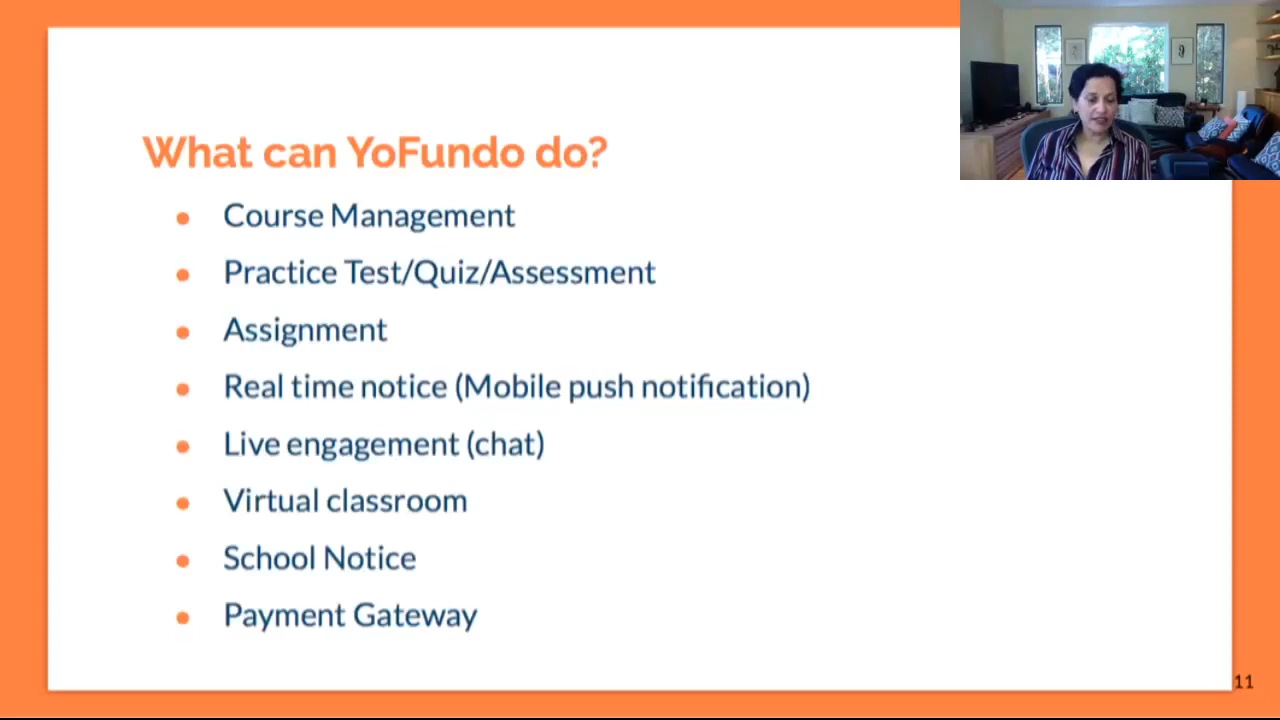 What can YoFundo do?
Course Management
Practice Test/Quiz/Assessment
Assignment
Real time notice (Mobile push notification)
Live engagement (chat)
Virtual classroom
School Notice
Payment Gateway
11